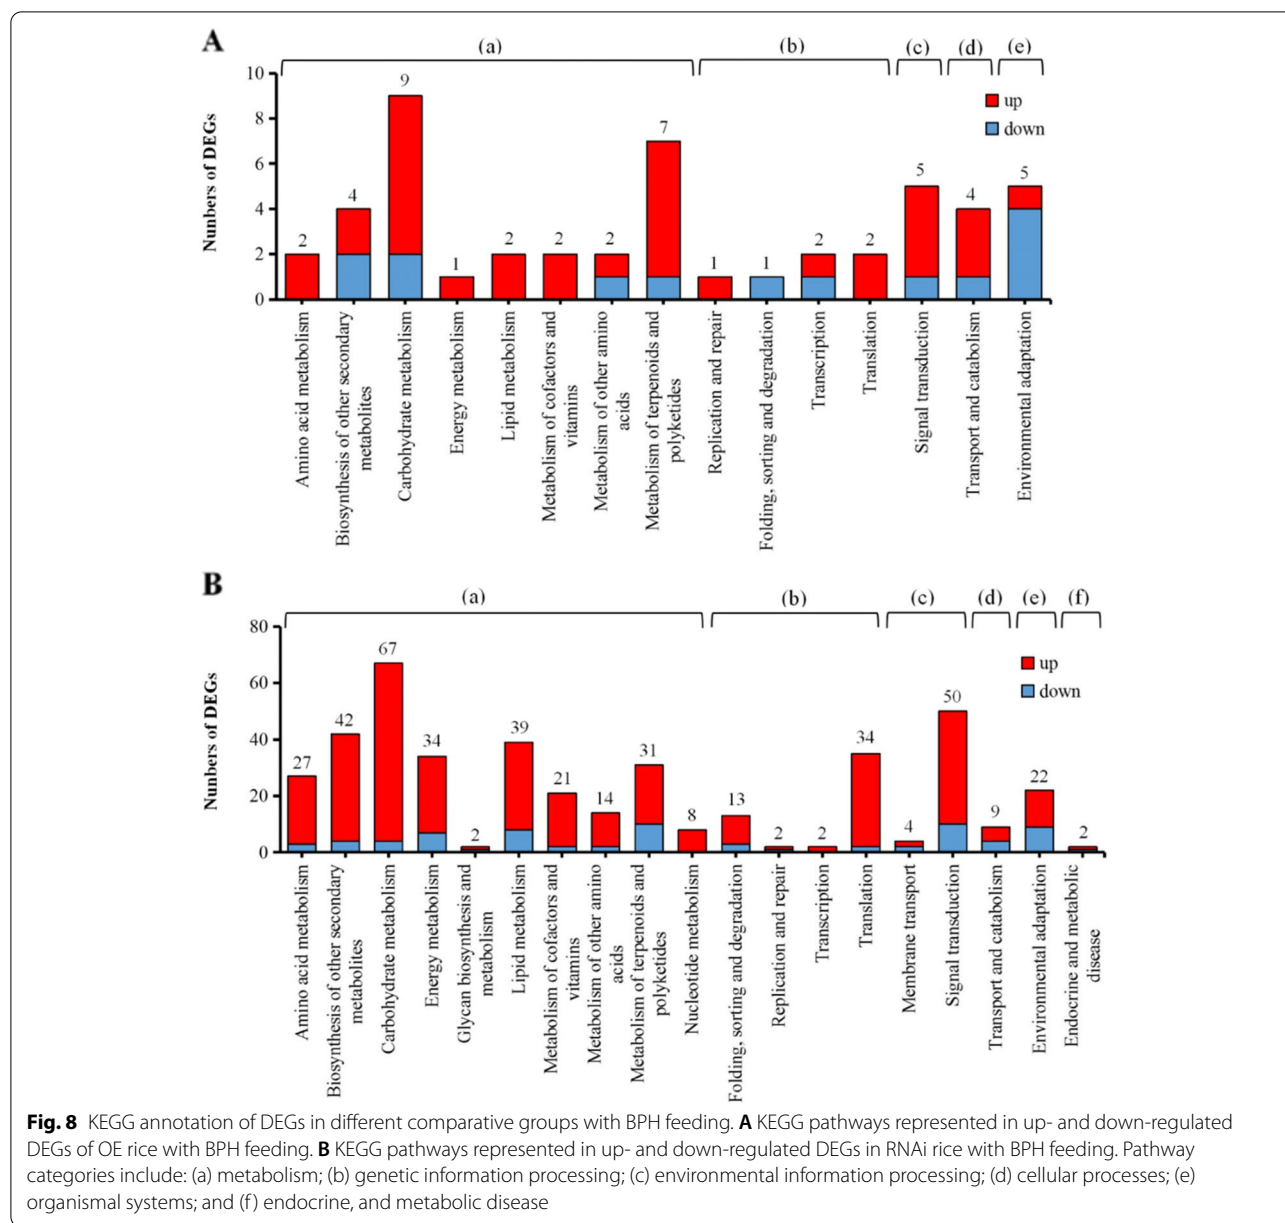 A
(a) (b) (c) (d) (e)
Nunbers of DEGs
10
8
6
4
2
0
up
down
2 4 9 1 2 2 2 7 1 1 2 2 5 4 5
Amino acid metabolism
Biosynthesis of other secondary
metabolites
Carbohydrate metabolism
Energy metabolism
Lipid metabolism
Metabolism of cofactors and
vitamins
Metabolism of other amino
acids
Metabolism of terpenoids and
polyketides
Replication and repair
Folding, sorting and degradation
Transcription
Translation
Signal transduction
Transport and catabolism
Environmental adaptation
B
(a) (b) (c) (d) (e) (f)
Nunbers of DEGs
80
60
40
20
0
up
down
27 42 67 34 2 39 21 14 31 8 13 2 2 34 4 50 9 22 2
Amino acid metabolism
Biosynthesis of other secondary
metabolites
Carbohydrate metabolism
Energy metabolism
Glycan biosynthesis and
metabolism
Lipid metabolism
Metabolism of cofactors and
vitamins
Metabolism of other amino
acids
Metabolism of terpenoids and
polyketides
Nucleotide metabolism
Folding, sorting and degradation
Replication and repair
Transcription
Translation
Membrane transport
Signal transduction
Transport and catabolism
Environmental adaptation
Endocrine and metabolic
disease
Fig. 8 KEGG annotation of DEGs in different comparative groups with BPH feeding. A KEGG pathways represented in up- and down-regulated
DEGs of OE rice with BPH feeding. B KEGG pathways represented in up- and down-regulated DEGs in RNAi rice with BPH feeding. Pathway
categories include: (a) metabolism; (b) genetic information processing; (c) environmental information processing; (d) cellular processes; (e)
organismal systems; and (f) endocrine, and metabolic disease